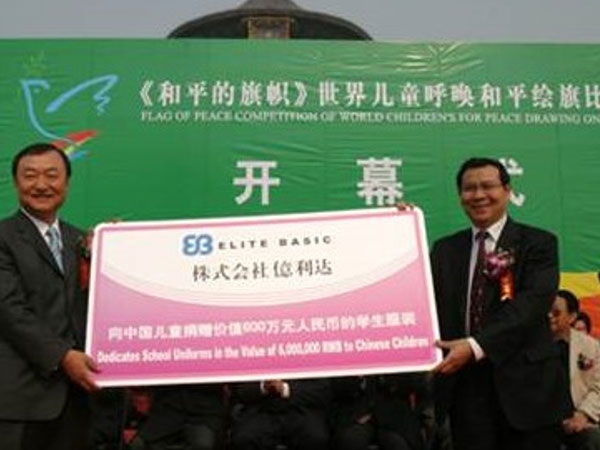 《和平的旗帜》世界儿童呼唤和平绘旗比
FLAG OF PEACE COMPETITION OF WORLD CHILDREN'S FOR PEACE DRAWING ON
开幕式
EB ELITE BASIC
株式会社億利达
向中国儿童捐赠价值600万元人民币的学生服装
Dedicates School Uniforms in the Value of 6,000,000 RMB to Chinese Children